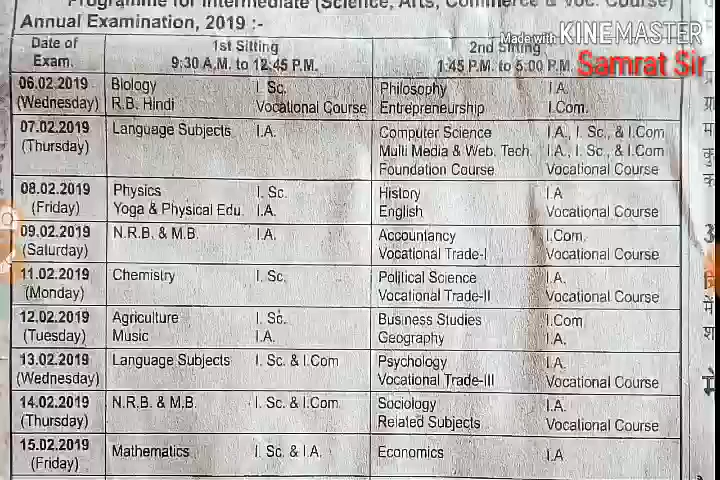 Programme for Intermediate (Science, Arts, Commerce & Voc. Course)
Annual Examination, 2019 :-
Made with KINEMASTER
Samrat Sir
Date of Exam. 1st Sitting 2nd Sitting
9:30 A.M. to 12:45 P.M. 1:45 P.M. to 5:00 P.M.
06.02.2019 Biology I. Sc. Philosophy I.A.
(Wednesday) R.B. Hindi Vocational Course Entrepreneurship I.Com.
07.02.2019 Language Subjects I.A. Computer Science I.A., I. Sc., & I.Com
(Thursday) Multi Media & Web. Tech. I.A., I. Sc., & I.Com
Foundation Course Vocational Course
08.02.2019 Physics I. Sc. History I.A
(Friday) Yoga & Physical Edu. I.A. English Vocational Course
09.02.2019 N.R.B. & M.B. I.A. Accountancy I.Com.
(Saturday) Vocational Trade-I Vocational Course
11.02.2019 Chemistry I. Sc. Political Science I.A.
(Monday) Vocational Trade-II Vocational Course
12.02.2019 Agriculture I. Sc. Business Studies I.Com
(Tuesday) Music I.A. Geography I.A.
13.02.2019 Language Subjects I. Sc & I.Com Psychology I.A.
(Wednesday) Vocational Trade-III Vocational Course
14.02.2019 N.R.B. & M.B. I. Sc. & I.Com. Sociology I.A.
(Thursday) Related Subjects Vocational Course
15.02.2019 Mathematics I. Sc & I.A. Economics I.A
(Friday)